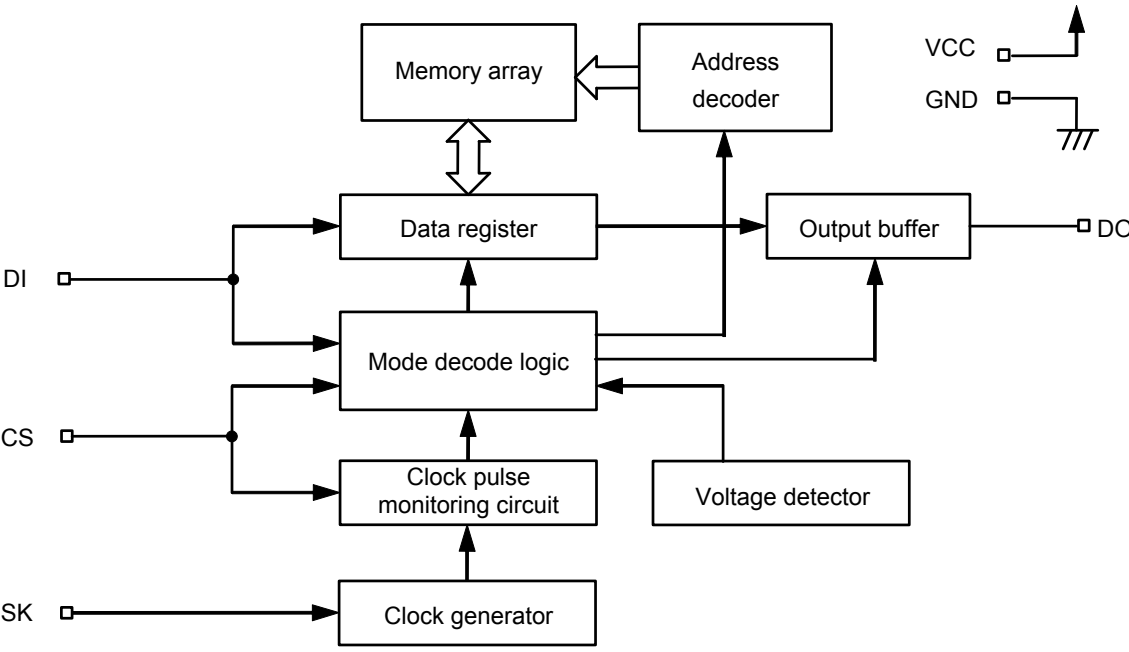 Memory array
Address
decoder
VCC
GND
Data register
Output buffer
DO
DI
Mode decode logic
CS
Clock pulse
monitoring circuit
Voltage detector
SK
Clock generator